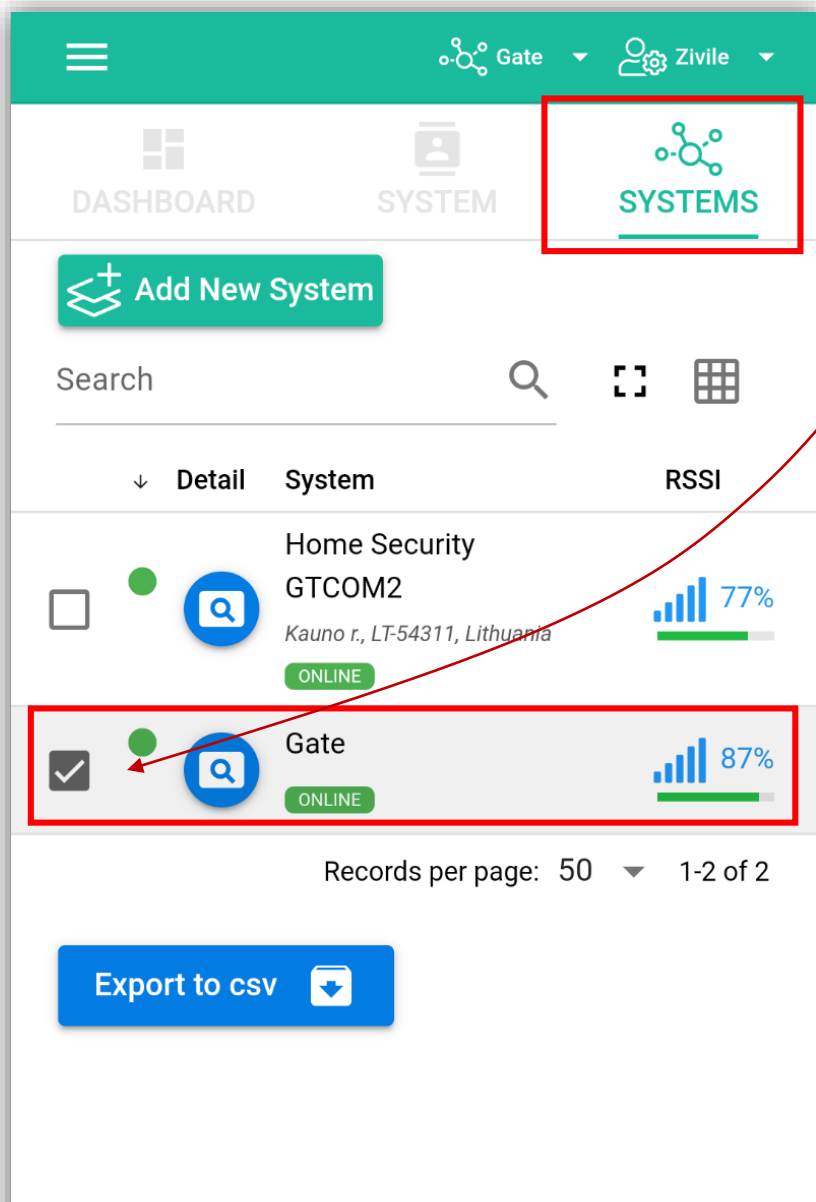 Gate Zivile
DASHBOARD SYSTEM SYSTEMS
Add New System
Search
Detail System RSSI
Home Security
GTCOM2
77%
Kauno r., LT-54311, Lithuania
ONLINE
Gate
87%
ONLINE
Records per page: 50 1-2 of 2
Export to csv